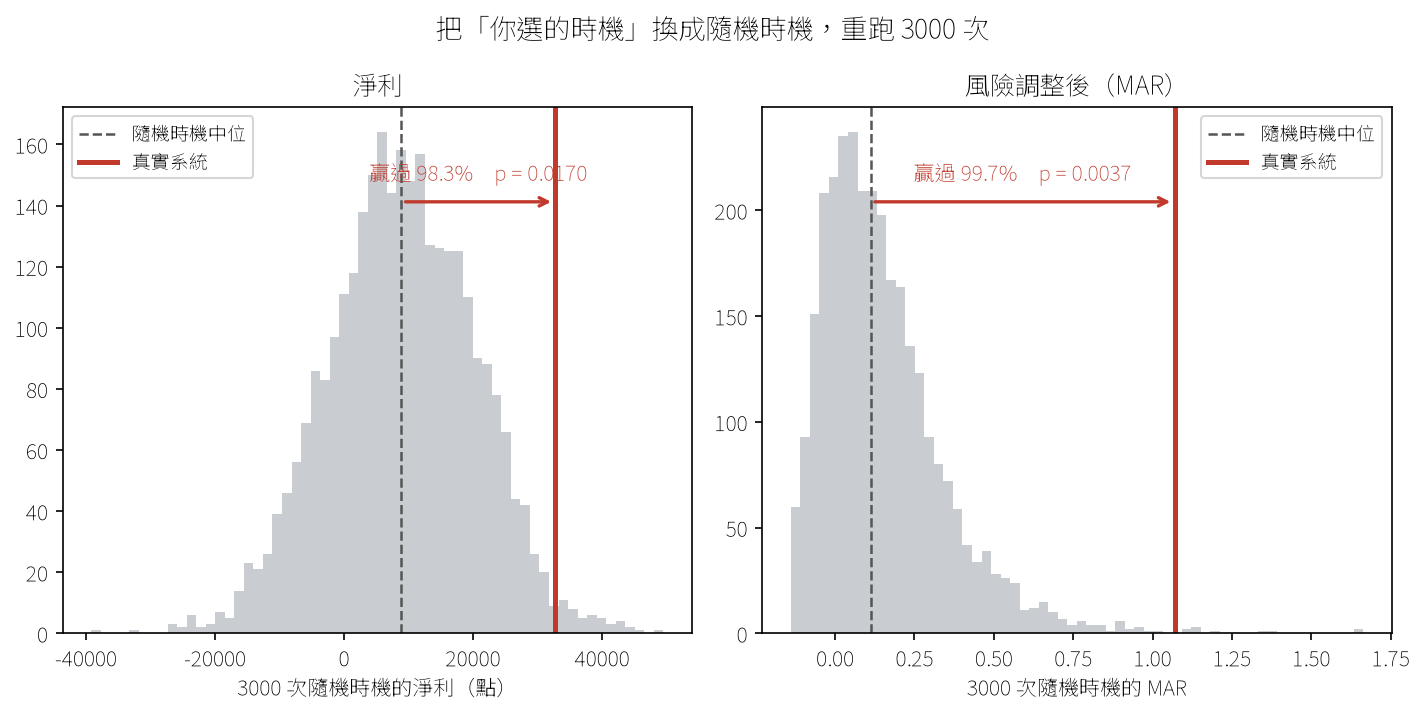 把「你選的時機」換成隨機時機，重跑 3000 次
淨利
隨機時機中位
真實系統
贏過 98.3%　p = 0.0170
160
140
120
100
80
60
40
20
0
-40000
-20000
0
20000
40000
3000 次隨機時機的淨利（點）
風險調整後（MAR）
隨機時機中位
真實系統
贏過 99.7%　p = 0.0037
200
150
100
50
0
0.00
0.25
0.50
0.75
1.00
1.25
1.50
1.75
3000 次隨機時機的 MAR